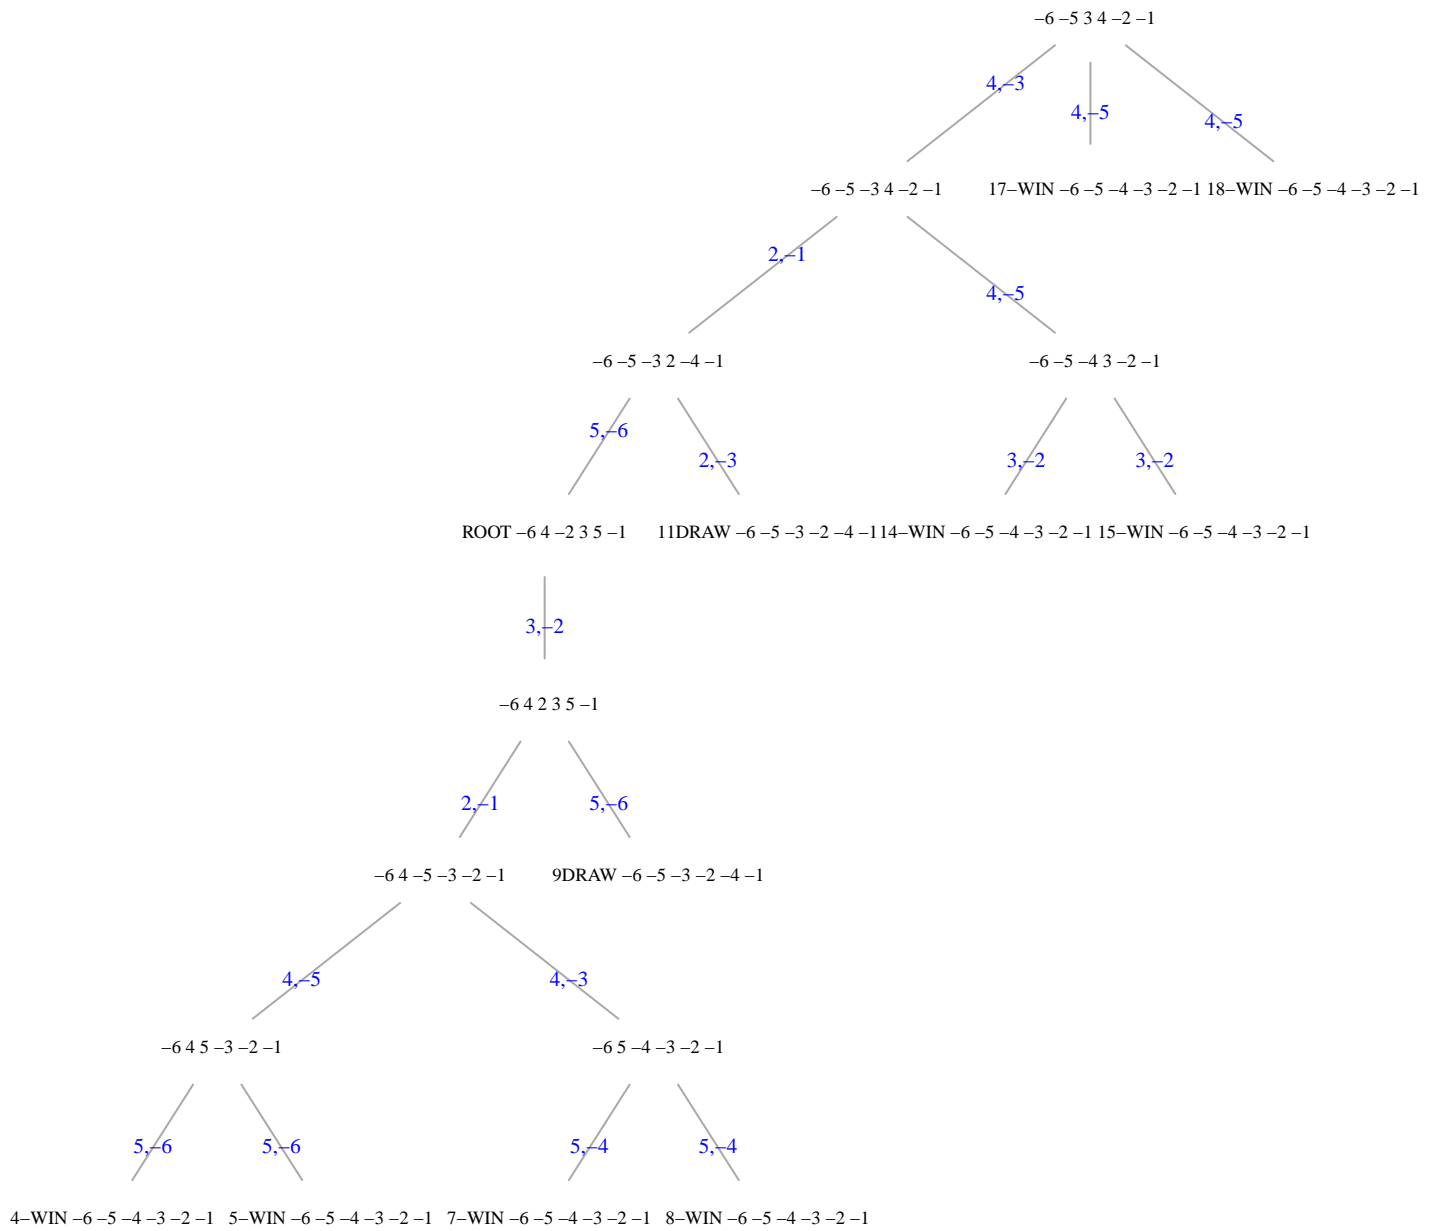 –6 –5 3 4 –2 –1
4,–3
4,–5
4,–5
–6 –5 –3 4 –2 –1
17–WIN –6 –5 –4 –3 –2 –1
18–WIN –6 –5 –4 –3 –2 –1
2,–1
4,–5
–6 –5 –3 2 –4 –1
–6 –5 –4 3 –2 –1
5,–6
2,–3
3,–2
3,–2
ROOT –6 4 –2 3 5 –1
11DRAW –6 –5 –3 –2 –4 –1
14–WIN –6 –5 –4 –3 –2 –1
15–WIN –6 –5 –4 –3 –2 –1
3,–2
–6 4 2 3 5 –1
2,–1
5,–6
–6 4 –5 –3 –2 –1
9DRAW –6 –5 –3 –2 –4 –1
4,–5
4,–3
–6 4 5 –3 –2 –1
–6 5 –4 –3 –2 –1
5,–6
5,–6
5,–4
5,–4
4–WIN –6 –5 –4 –3 –2 –1
5–WIN –6 –5 –4 –3 –2 –1
7–WIN –6 –5 –4 –3 –2 –1
8–WIN –6 –5 –4 –3 –2 –1